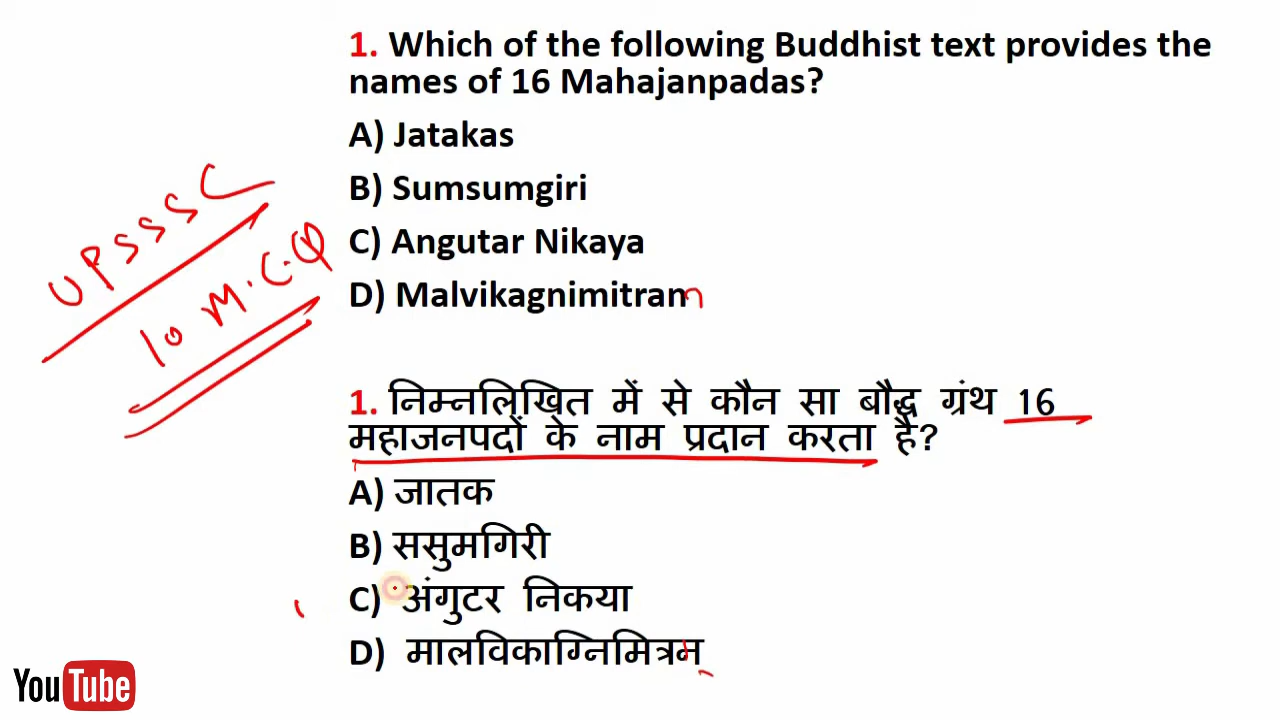 1. Which of the following Buddhist text provides the
names of 16 Mahajanpadas?
A) Jatakas
B) Sumsumgiri
C) Angutar Nikaya
D) Malvikagnimitram
UPSSSC
10 M.C.Q
1. निम्नलिखित में से कौन सा बौद्ध ग्रंथ 16
महाजनपदों के नाम प्रदान करता है?
A) जातक
B) ससुमगिरी
C) अंगुटर निकया
D) मालविकाग्निमित्रन
YouTube